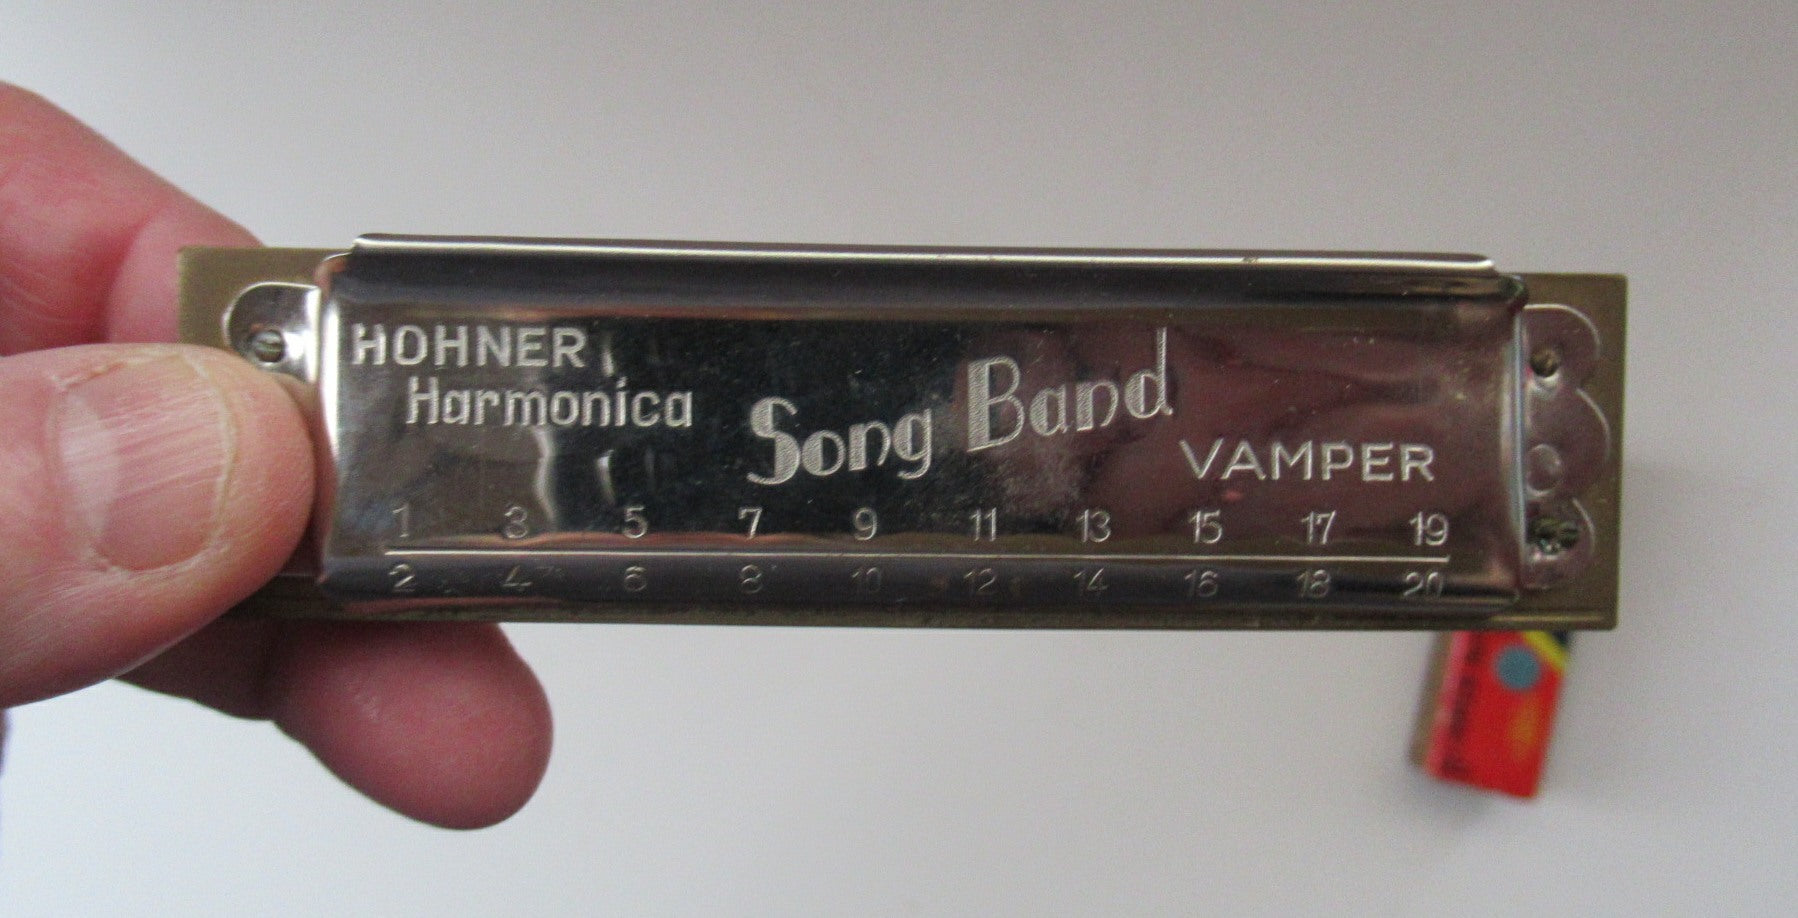 HOHNER
Harmonica
Song Band
VAMPER
1 3 5 7 9 11 13 15 17 19
2 4 6 8 10 12 14 16 18 20